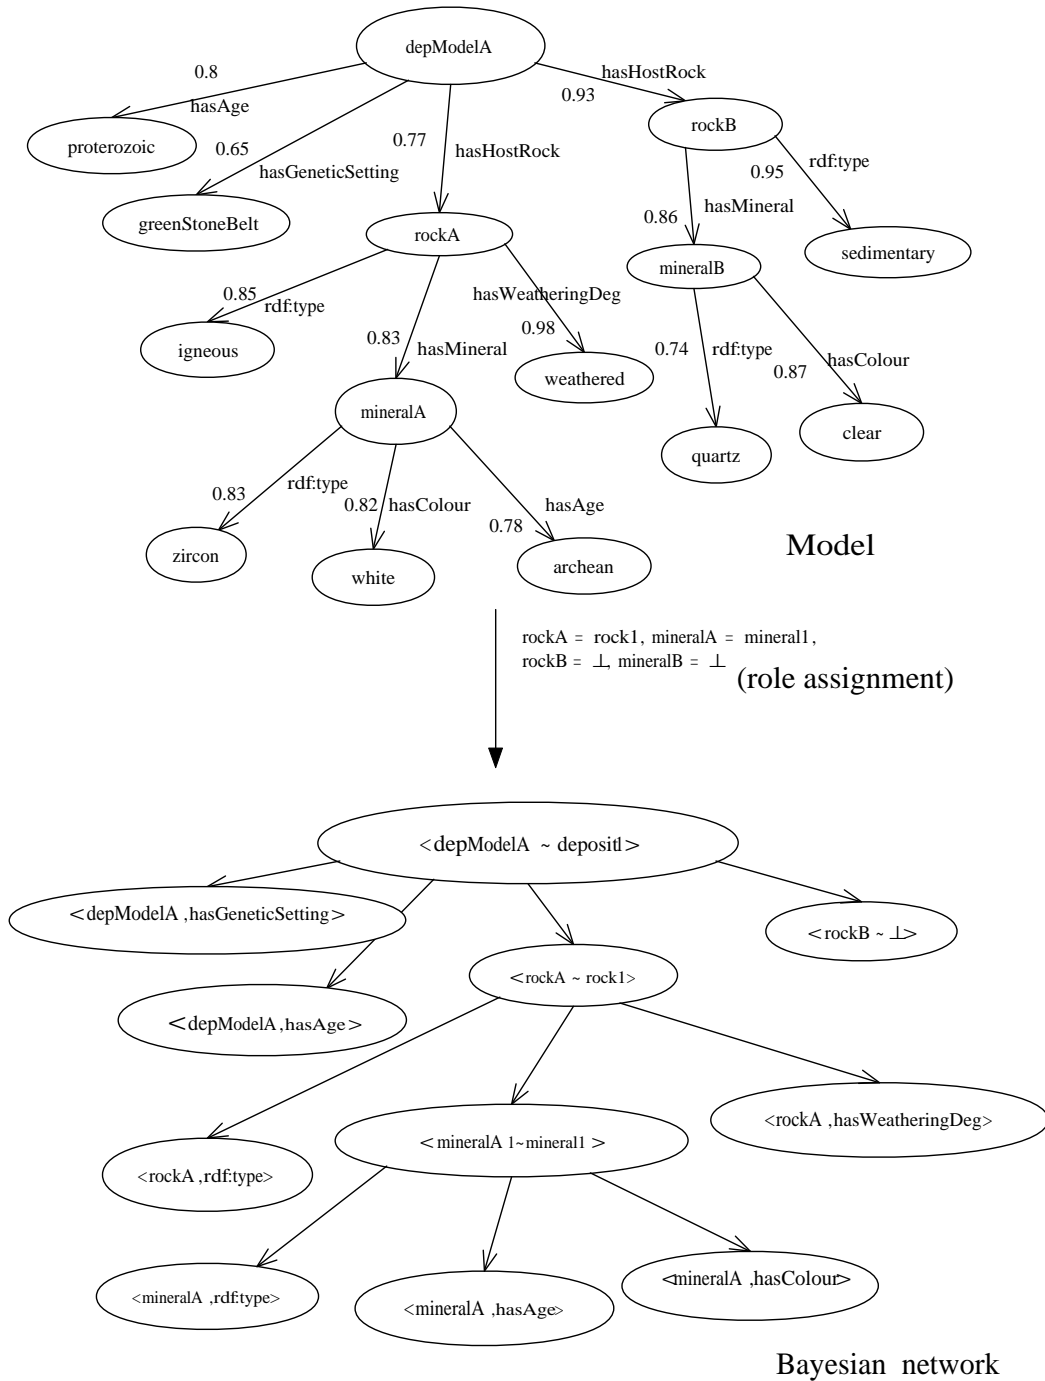 depModelA
0.8
hasHostRock
0.93
hasAge
rockB
proterozoic
0.65
0.77
hasHostRock
hasGeneticSetting
0.95
rdf:type
greenStoneBelt
rockA
0.86
hasMineral
sedimentary
mineralB
0.85
rdf:type
hasWeatheringDeg
0.83
0.98
igneous
hasMineral
0.74
rdf:type
hasColour
0.87
weathered
mineralA
clear
quartz
rdf:type
0.83
0.82
hasColour
hasAge
0.78
zircon
white
archean
Model
rockA = rock1, mineralA = mineral1,
rockB = ⊥, mineralB = ⊥
(role assignment)
<depModelA ~ deposit1>
<depModelA ,hasGeneticSetting>
<rockB ~ ⊥>
<rockA ~ rock1>
<depModelA,hasAge>
<rockA ,hasWeatheringDeg>
<mineralA 1~mineral1 >
<rockA ,rdf:type>
<mineralA ,hasColour>
<mineralA ,rdf:type>
<mineralA ,hasAge>
Bayesian network